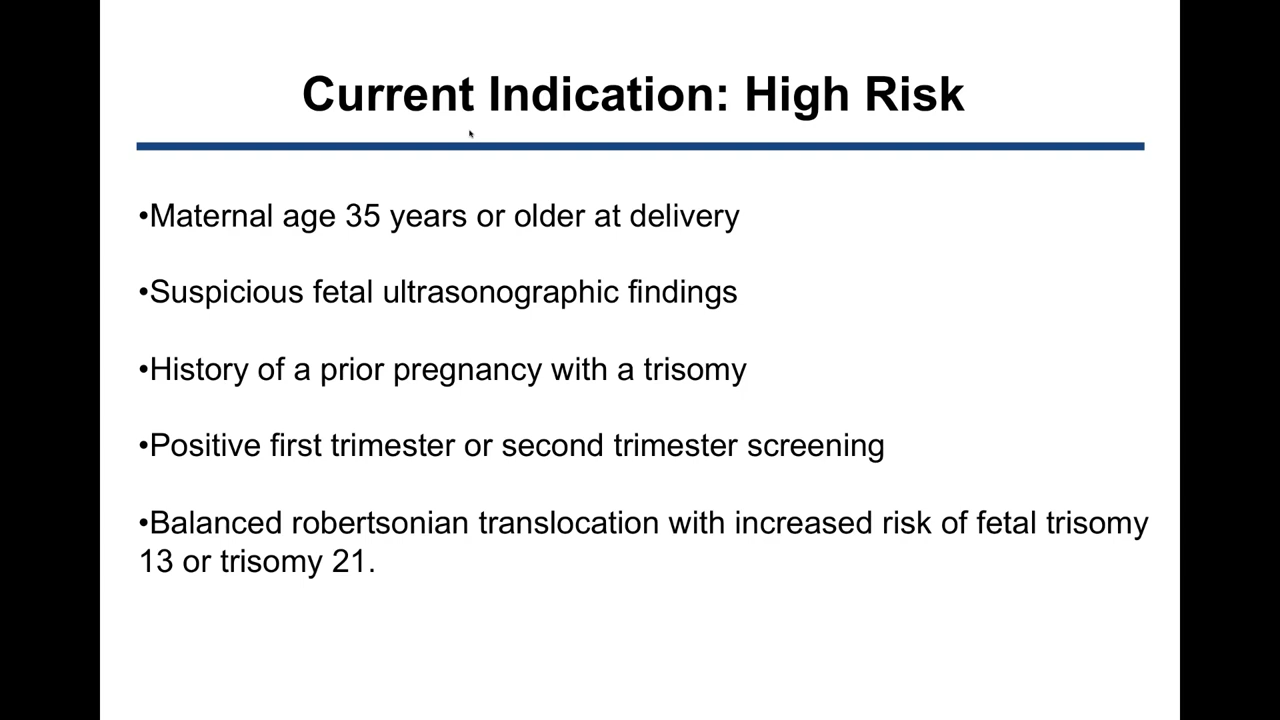 Current Indication: High Risk
•Maternal age 35 years or older at delivery
•Suspicious fetal ultrasonographic findings
•History of a prior pregnancy with a trisomy
•Positive first trimester or second trimester screening
•Balanced robertsonian translocation with increased risk of fetal trisomy
13 or trisomy 21.